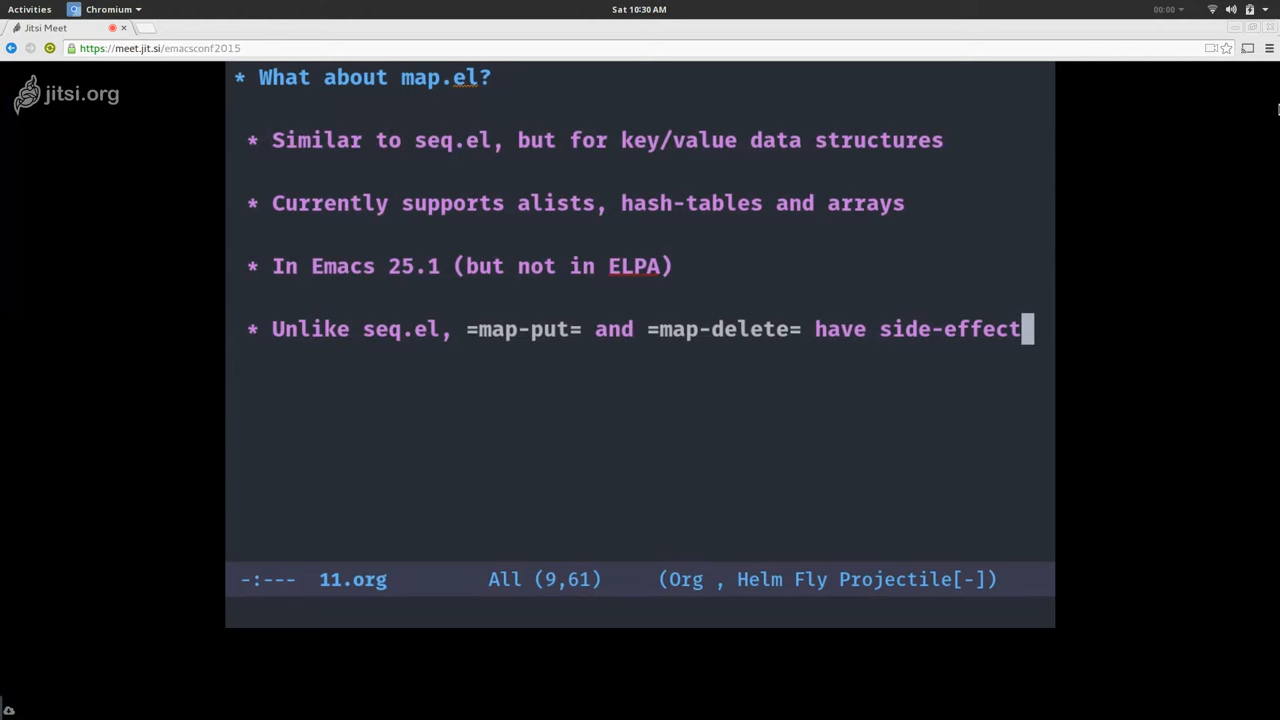 Activities Chromium Sat 10:30 AM 00:00
Jitsi Meet
https://meet.jit.si/emacsconf2015
jitsi.org
* What about map.el?
* Similar to seq.el, but for key/value data structures
* Currently supports alists, hash-tables and arrays
* In Emacs 25.1 (but not in ELPA)
* Unlike seq.el, =map-put= and =map-delete= have side-effect
-:--- 11.org All (9,61) (Org , Helm Fly Projectile[-])